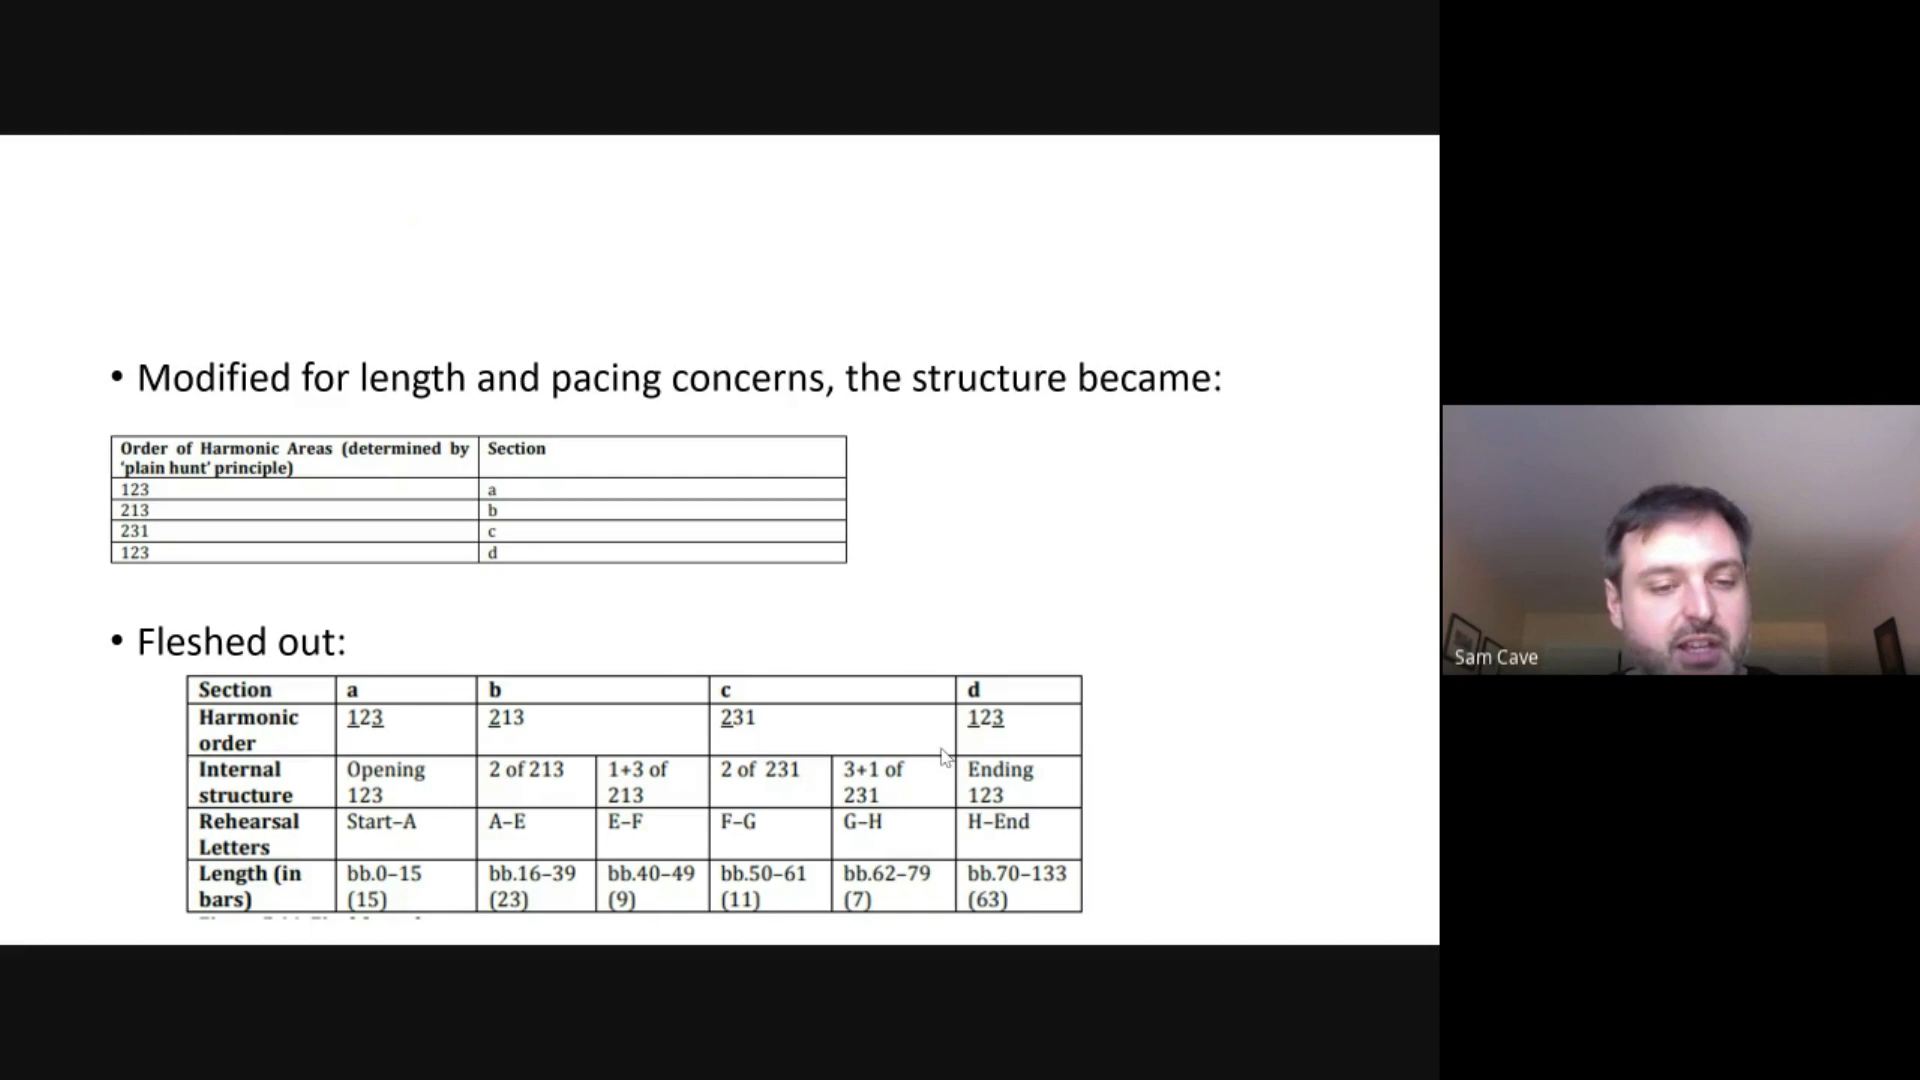 • Modified for length and pacing concerns, the structure became:
Order of Harmonic Areas (determined by Section
‘plain hunt’ principle)
123 a
213 b
231 c
123 d
• Fleshed out:
Section a b c d
Harmonic 123 213 231 123
order
Internal Opening 2 of 213 1+3 of 2 of 231 3+1 of Ending
structure 123 213 231 123
Rehearsal Start–A A–E E–F F–G G–H H–End
Letters
Length (in bb.0–15 bb.16–39 bb.40–49 bb.50–61 bb.62–79 bb.70–133
bars) (15) (23) (9) (11) (7) (63)
Sam Cave